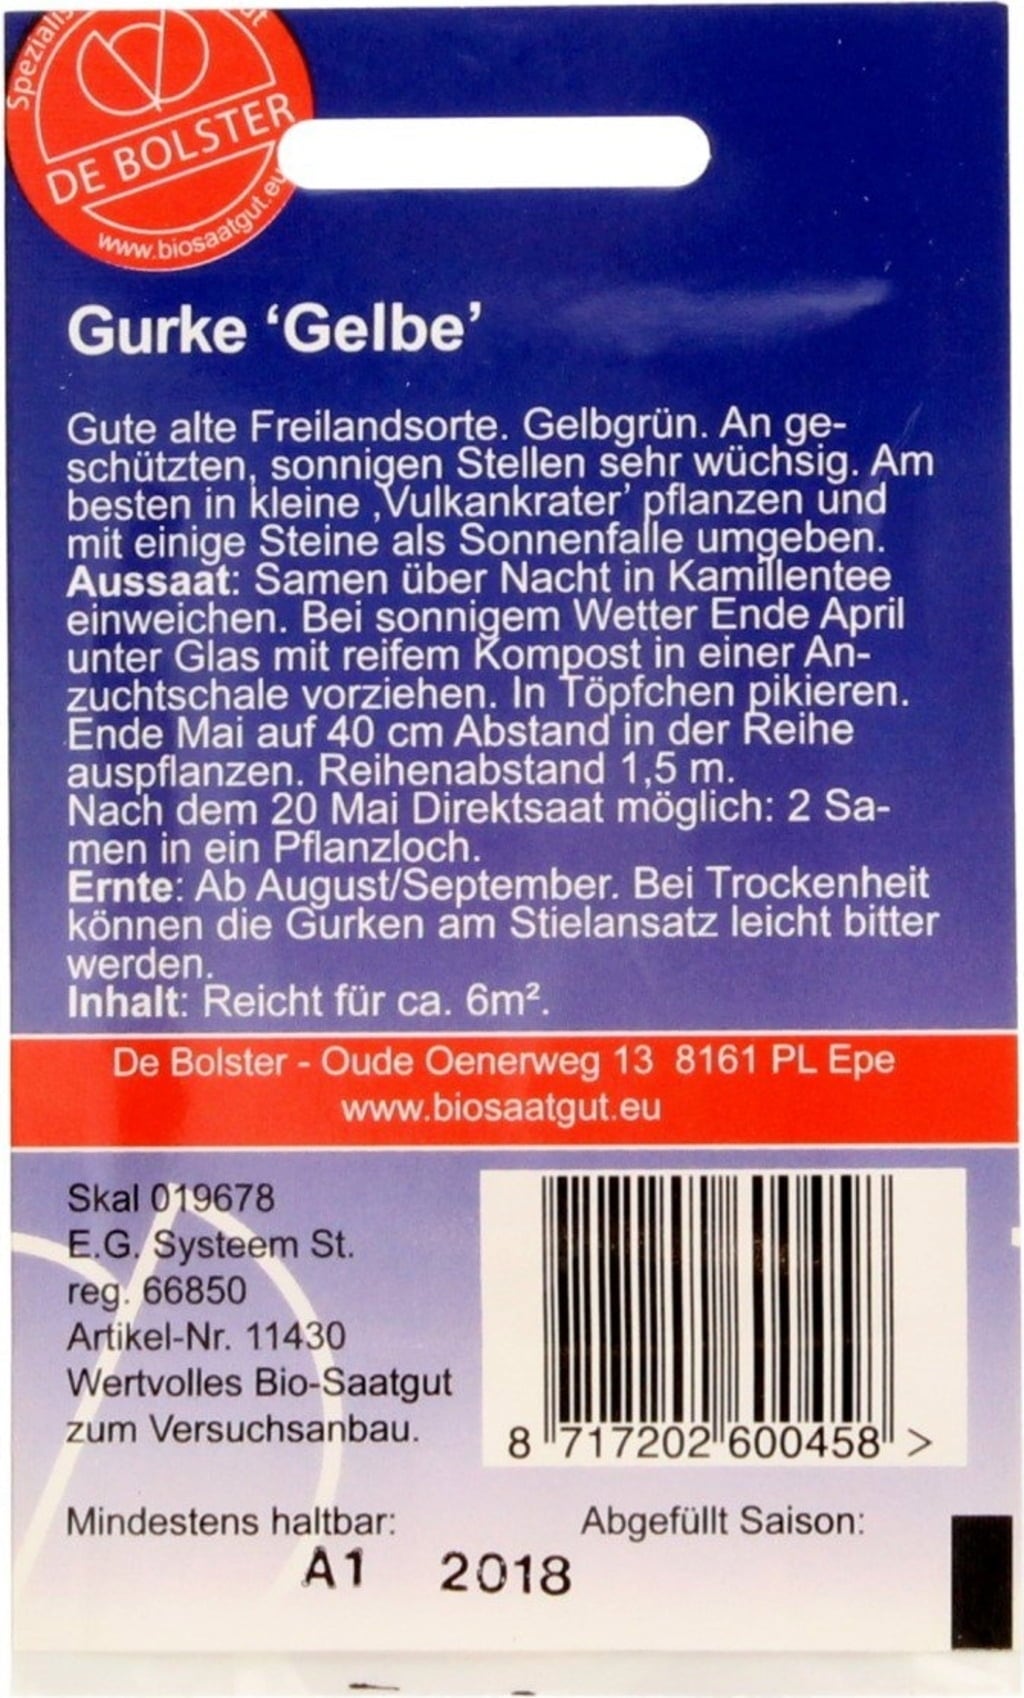 DE BOLSTER
www.biosaatgut.eu
Gurke ‘Gelbe’
Gute alte Freilandsorte. Gelbgrün. An ge-
schützten, sonnigen Stellen sehr wüchsig. Am
besten in kleine ‚Vulkankrater’ pflanzen und
mit einige Steine als Sonnenfalle umgeben.
Aussaat: Samen über Nacht in Kamillentee
einweichen. Bei sonnigem Wetter Ende April
unter Glas mit reifem Kompost in einer An-
zuchtschale vorziehen. In Töpfchen pikieren.
Ende Mai auf 40 cm Abstand in der Reihe
auspflanzen. Reihenabstand 1,5 m.
Nach dem 20 Mai Direktsaat möglich: 2 Sa-
men in ein Pflanzloch.
Ernte: Ab August/September. Bei Trockenheit
können die Gurken am Stielansatz leicht bitter
werden.
Inhalt: Reicht für ca. 6m².
De Bolster - Oude Oenerweg 13 8161 PL Epe
www.biosaatgut.eu
Skal 019678
E.G. Systeem St.
reg. 66850
Artikel-Nr. 11430
Wertvolles Bio-Saatgut
zum Versuchsanbau.
8 717202 600458 >
Mindestens haltbar: Abgefüllt Saison:
A1 2018